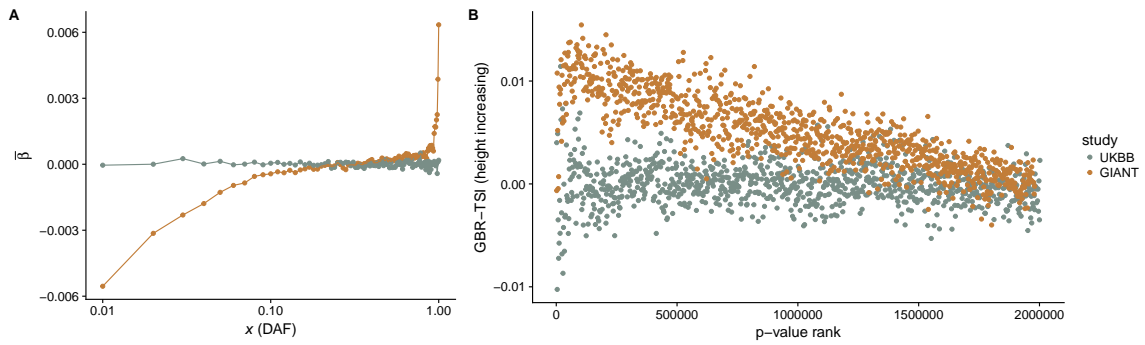 A
0.006
0.003
0.000
−0.003
−0.006
β̅
0.01
0.10
1.00
x (DAF)
B
0.01
0.00
−0.01
GBR−TSI (height increasing)
0
500000
1000000
1500000
2000000
p−value rank
study
UKBB
GIANT